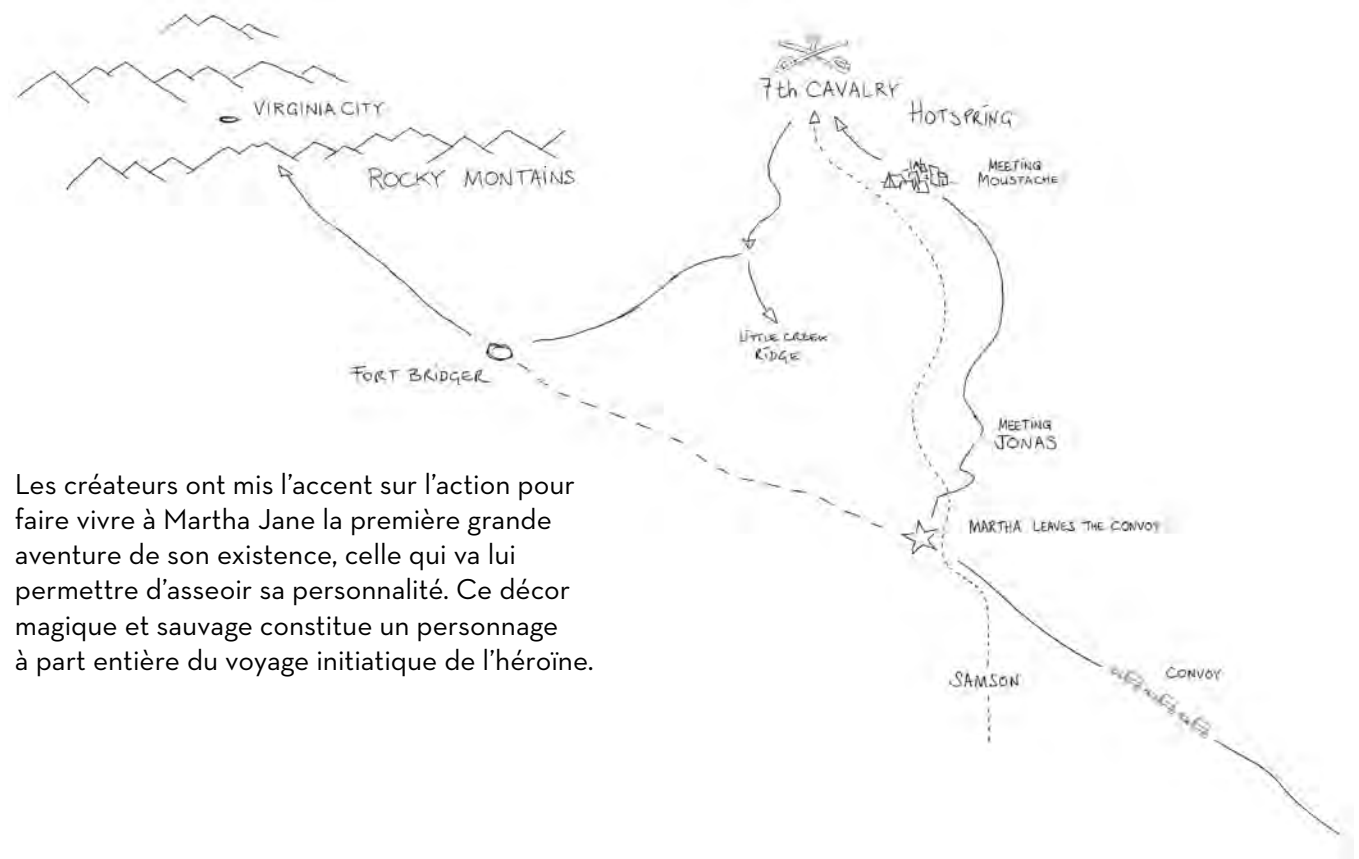 7th CAVALRY
VIRGINIA CITY
HOTSPRING
MEETING
MOUSTACHE
ROCKY MONTAINS
LITTLE CREEK
RIDGE
FORT BRIDGER
MEETING
JONAS
Les créateurs ont mis l'accent sur l'action pour
faire vivre à Martha Jane la première grande
aventure de son existence, celle qui va lui
permettre d'asseoir sa personnalité. Ce décor
magique et sauvage constitue un personnage
à part entière du voyage initiatique de l'héroïne.
MARTHA LEAVES THE CONVOY
SAMSON
CONVOY